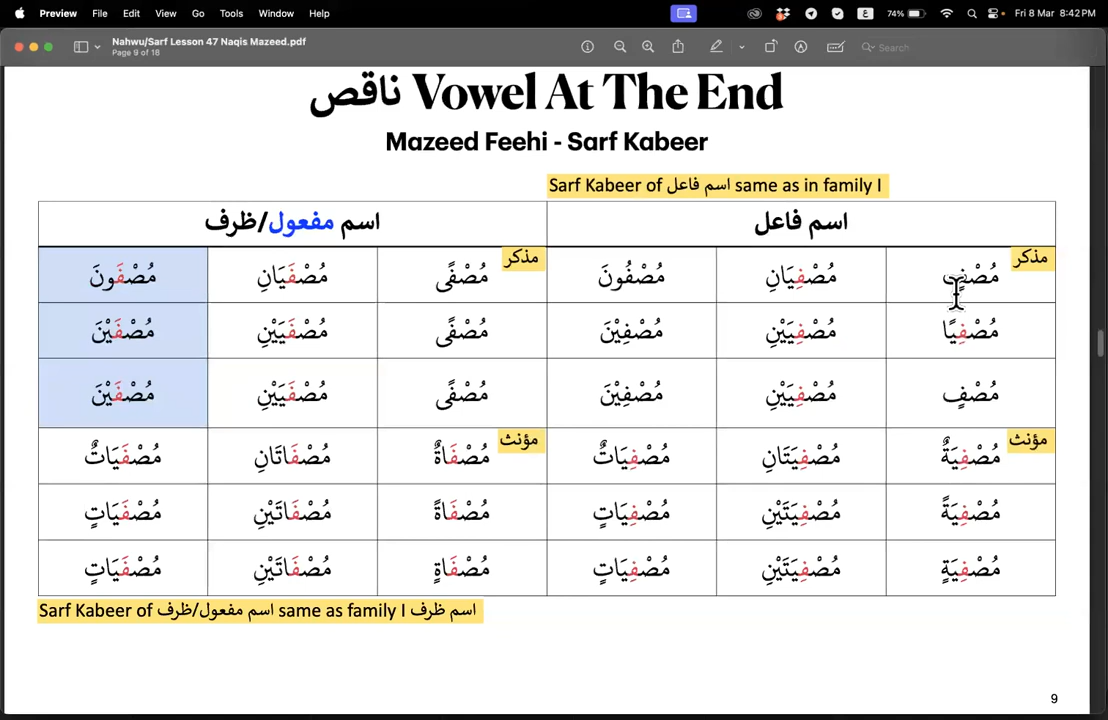 Preview File Edit View Go Tools Window Help 74% Fri 8 Mar 8:42 PM
Nahwu/Sarf Lesson 47 Naqis Mazeed.pdf
Page 9 of 18
Search
ناقص Vowel At The End
Mazeed Feehi - Sarf Kabeer
Sarf Kabeer of اسم فاعل same as in family I
اسم فاعل اسم مفعول/ظرف
مذكر مُصْفٍ مُصْفِيَانِ مُصْفُونَ مذكر مُصْفًى مُصْفَيَانِ مُصْفَونَ
مُصْفِيًا مُصْفِيَيْنِ مُصْفِيْنَ مُصْفًى مُصْفَيَيْنِ مُصْفَيْنَ
مُصْفٍ مُصْفِيَيْنِ مُصْفِيْنَ مُصْفًى مُصْفَيَيْنِ مُصْفَيْنَ
مؤنث مُصْفِيَةٌ مُصْفِيَتَانِ مُصْفِيَاتٌ مؤنث مُصْفَاةٌ مُصْفَاتَانِ مُصْفَيَاتٌ
مُصْفِيَةً مُصْفِيَتَيْنِ مُصْفِيَاتٍ مُصْفَاةً مُصْفَاتَيْنِ مُصْفَيَاتٍ
مُصْفِيَةٍ مُصْفِيَتَيْنِ مُصْفِيَاتٍ مُصْفَاةٍ مُصْفَاتَيْنِ مُصْفَيَاتٍ
Sarf Kabeer of اسم مفعول/ظرف same as family I اسم ظرف
9